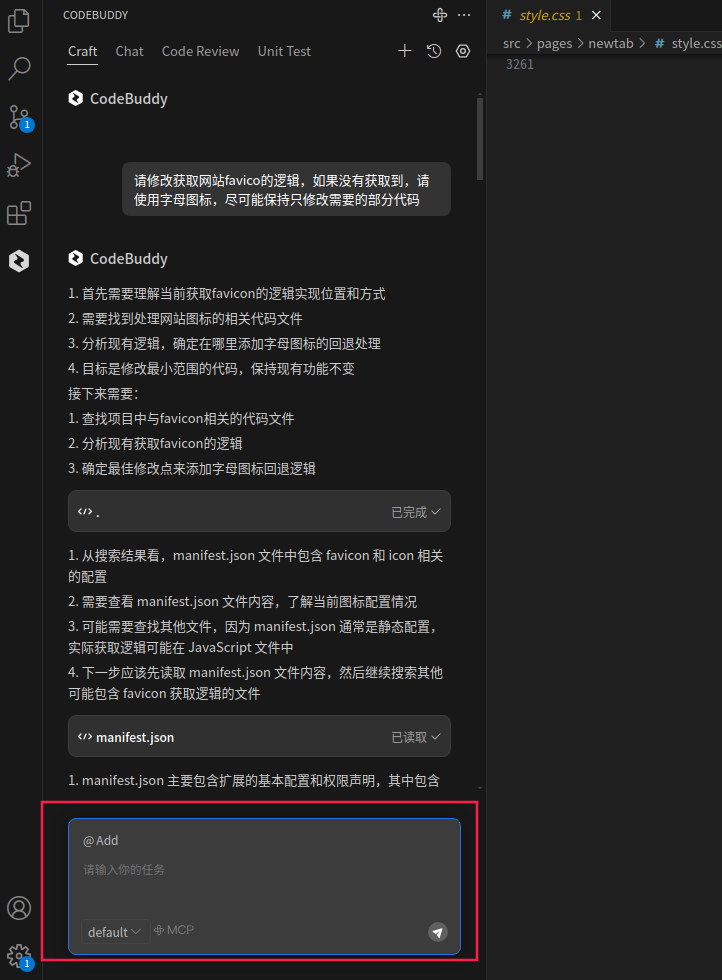 CODEBUDDY
Craft Chat Code Review Unit Test
CodeBuddy
请修改获取网站favico的逻辑，如果没有获取到，请
使用字母图标，尽可能保持只修改需要的部分代码
CodeBuddy
1. 首先需要理解当前获取favicon的逻辑实现位置和方式
2. 需要找到处理网站图标的相关代码文件
3. 分析现有逻辑，确定在哪里添加字母图标的回退处理
4. 目标是修改最小范围的代码，保持现有功能不变
接下来需要：
1. 查找项目中与favicon相关的代码文件
2. 分析现有获取favicon的逻辑
3. 确定最佳修改点来添加字母图标回退逻辑
. 已完成
1. 从搜索结果看，manifest.json 文件中包含 favicon 和 icon 相关
的配置
2. 需要查看 manifest.json 文件内容，了解当前图标配置情况
3. 可能需要查找其他文件，因为 manifest.json 通常是静态配置，
实际获取逻辑可能在 JavaScript 文件中
4. 下一步应该先读取 manifest.json 文件内容，然后继续搜索其他
可能包含 favicon 获取逻辑的文件
manifest.json 已读取
1. manifest.json 主要包含扩展的基本配置和权限声明，其中包含
@ Add
请输入你的任务
default MCP
1
1
# style.css 1
src > pages > newtab > # style.css
3261